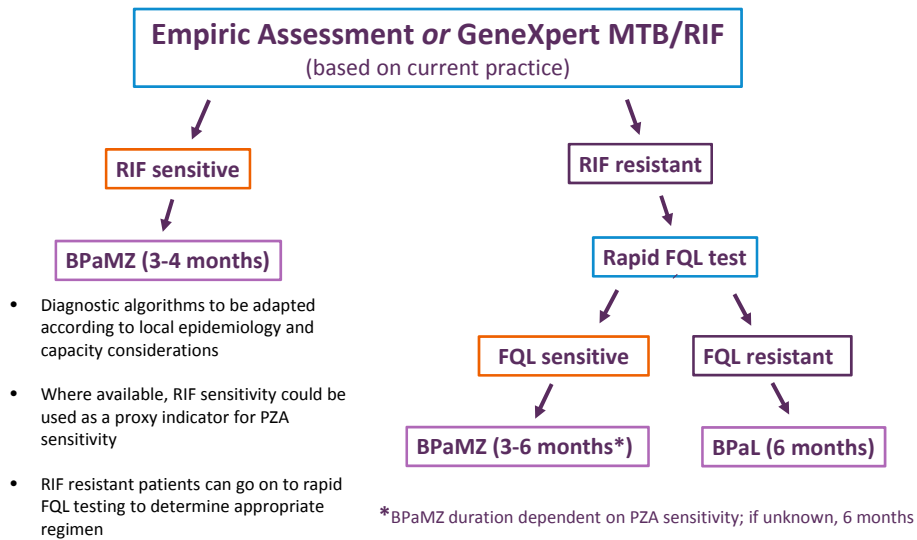 Empiric Assessment or GeneXpert MTB/RIF
(based on current practice)
RIF sensitive
RIF resistant
BPaMZ (3-4 months)
Rapid FQL test
• Diagnostic algorithms to be adapted
according to local epidemiology and
capacity considerations
• Where available, RIF sensitivity could be
used as a proxy indicator for PZA
sensitivity
• RIF resistant patients can go on to rapid
FQL testing to determine appropriate
regimen
FQL sensitive
FQL resistant
BPaMZ (3-6 months*)
BPaL (6 months)
*BPaMZ duration dependent on PZA sensitivity; if unknown, 6 months